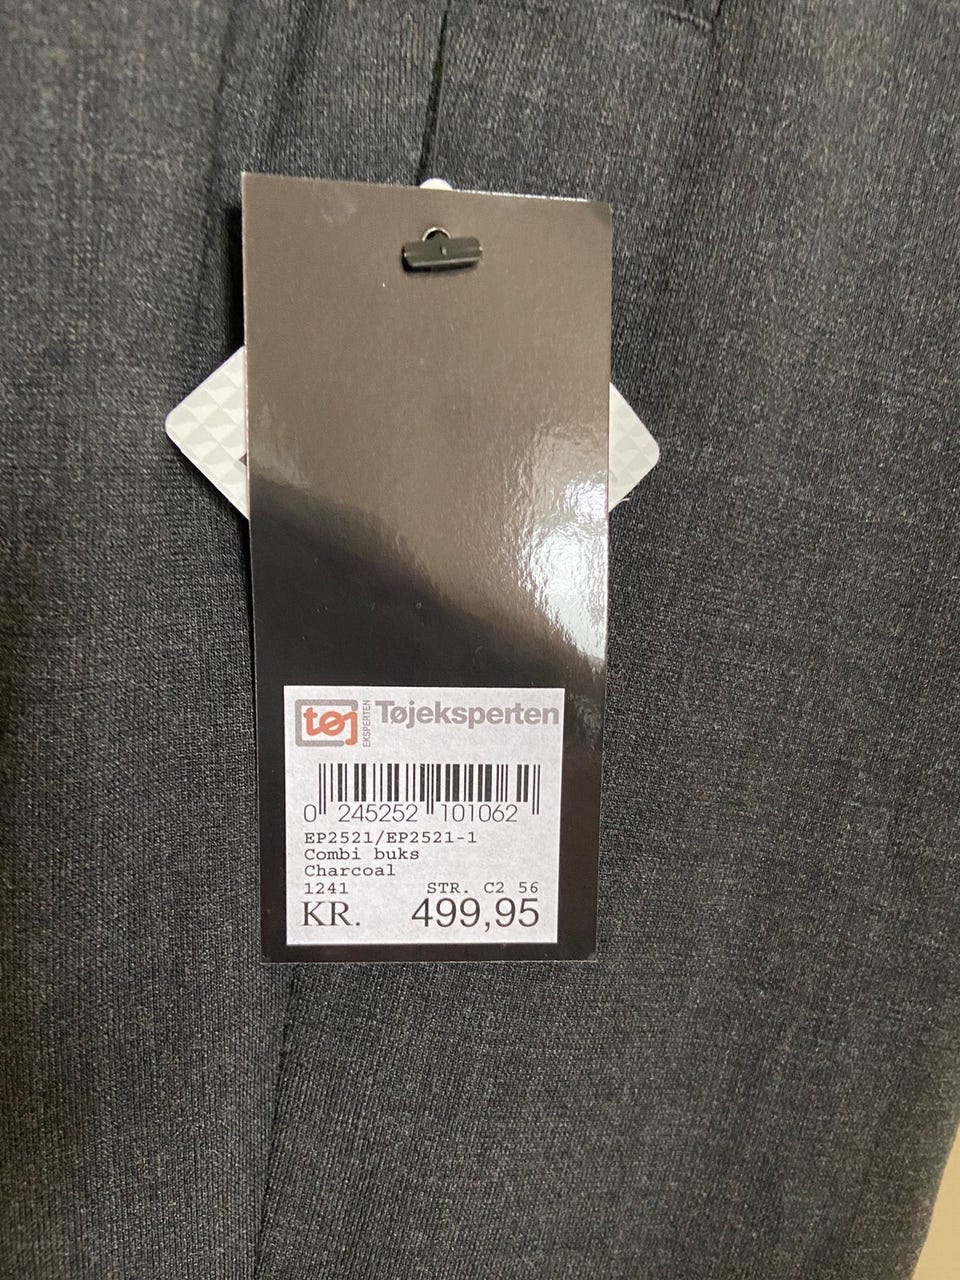 tøj EKSPERTEN Tøjeksperten
0 245252 101062
EP2521/EP2521-1
Combi buks
Charcoal
1241 STR. C2 56
KR. 499,95